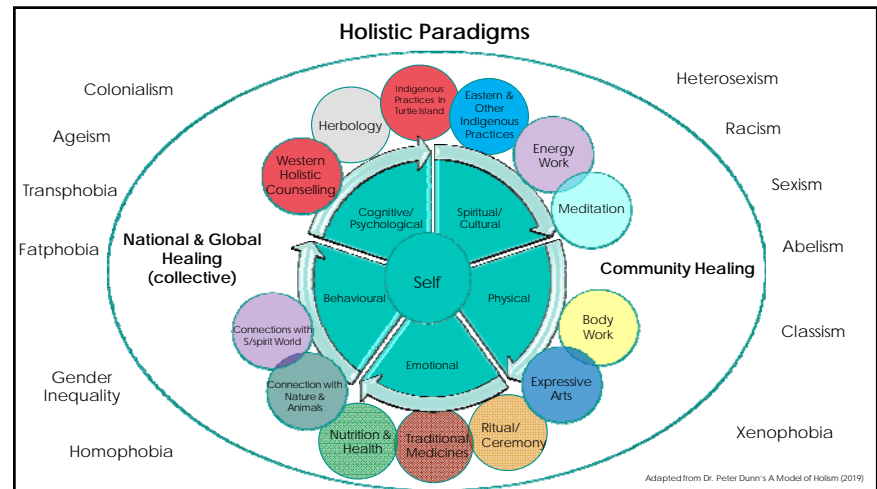 Holistic Paradigms
Colonialism
Ageism
Transphobia
Fatphobia
Gender
Inequality
Homophobia
National & Global
Healing
(collective)
Western
Holistic
Counselling
Herbology
Indigenous
Practices in
Turtle Island
Eastern &
Other
Indigenous
Practices
Energy
Work
Meditation
Cognitive/
Psychological
Spiritual/
Cultural
Self
Behavioural
Physical
Emotional
Community Healing
Body
Work
Expressive
Arts
Ritual/
Ceremony
Traditional
Medicines
Nutrition &
Health
Connection with
Nature &
Animals
Connections with
S/spirit World
Heterosexism
Racism
Sexism
Abelism
Classism
Xenophobia
Adapted from Dr. Peter Dunn's A Model of Holism (2019)